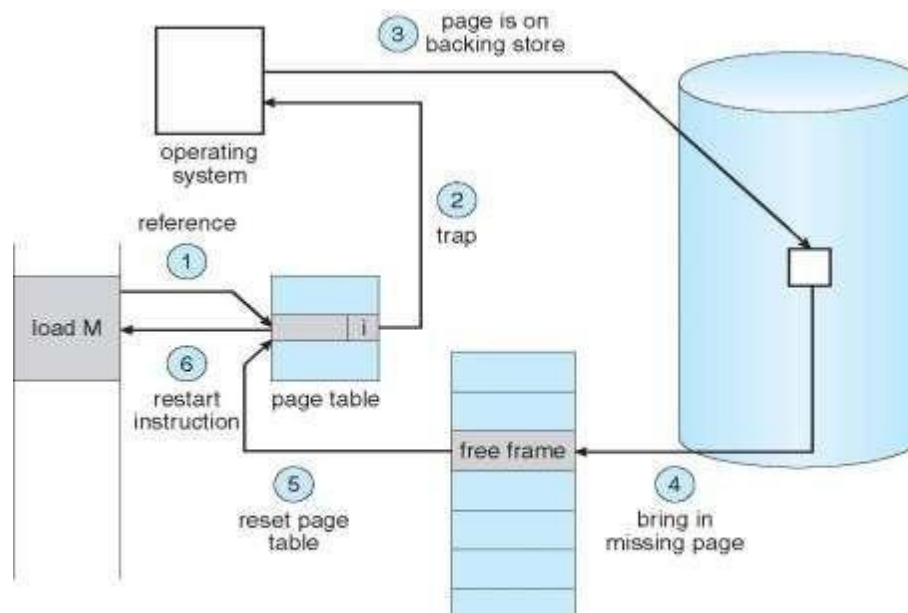 3
page is on
backing store
operating
system
2
trap
reference
1
load M
i
6
restart
instruction
page table
free frame
5
reset page
table
4
bring in
missing page